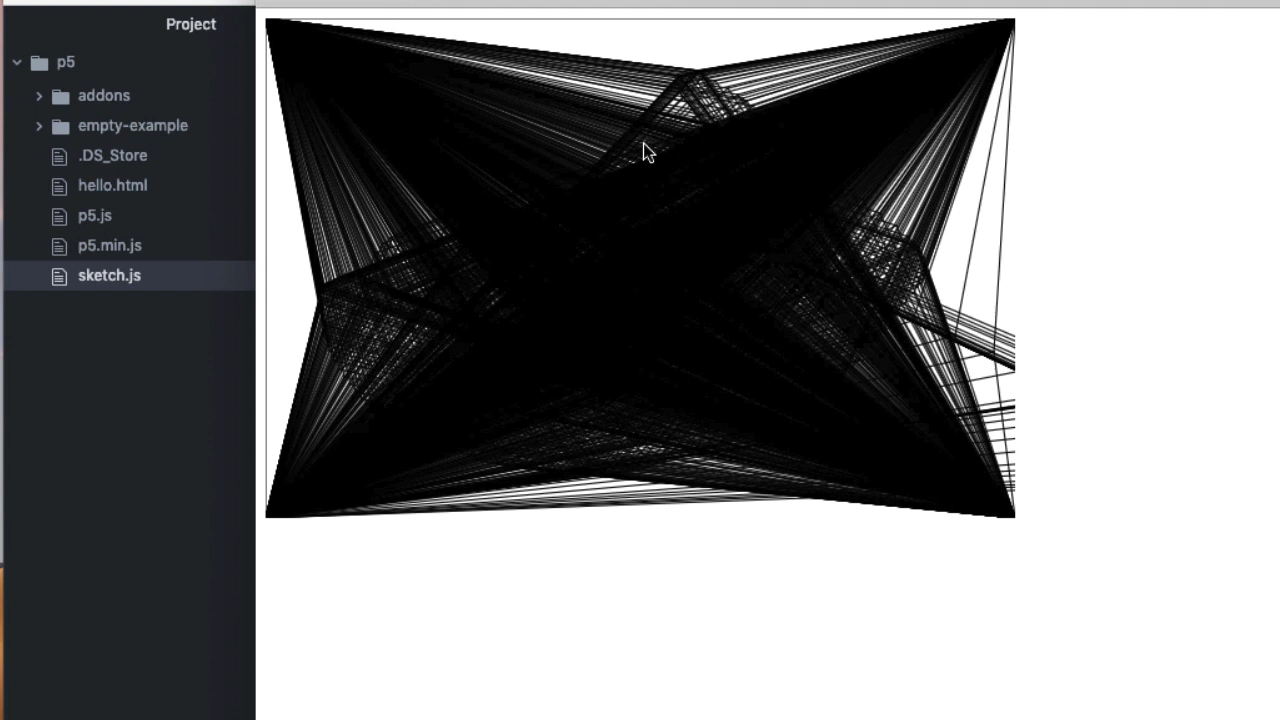 Project
p5
addons
empty-example
.DS_Store
hello.html
p5.js
p5.min.js
sketch.js